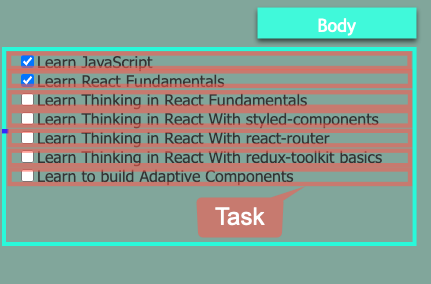 Body
Learn JavaScript
Learn React Fundamentals
Learn Thinking in React Fundamentals
Learn Thinking in React With styled-components
Learn Thinking in React With react-router
Learn Thinking in React With redux-toolkit basics
Learn to build Adaptive Components
Task